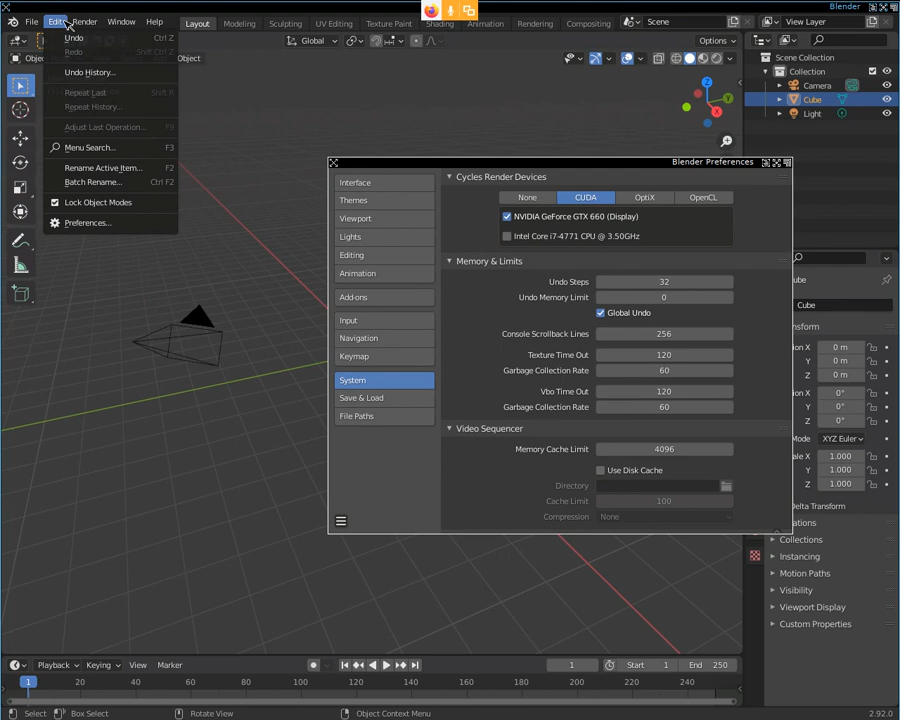 Blender
File Edit Render Window Help
Layout Modeling Sculpting UV Editing Texture Paint Shading Animation Rendering Compositing
Scene
View Layer
Global
Options
Object
Undo Ctrl Z
Redo Shift Ctrl Z
Undo History...
Repeat Last Shift R
Repeat History...
Adjust Last Operation... F9
Menu Search... F3
Rename Active Item... F2
Batch Rename... Ctrl F2
Lock Object Modes
Preferences...
Z
Y
X
Scene Collection
Collection
Camera
Cube
Light
Blender Preferences
Interface
Themes
Viewport
Lights
Editing
Animation
Add-ons
Input
Navigation
Keymap
System
Save & Load
File Paths
Cycles Render Devices
None CUDA OptiX OpenCL
NVIDIA GeForce GTX 660 (Display)
Intel Core i7-4771 CPU @ 3.50GHz
Memory & Limits
Undo Steps 32
Undo Memory Limit 0
Global Undo
Console Scrollback Lines 256
Texture Time Out 120
Garbage Collection Rate 60
Vbo Time Out 120
Garbage Collection Rate 60
Video Sequencer
Memory Cache Limit 4096
Use Disk Cache
Directory
Cache Limit 100
Compression None
ube
Cube
nsform
ion X 0 m
Y 0 m
Z 0 m
on X 0°
Y 0°
Z 0°
Mode XYZ Euler
ale X 1.000
Y 1.000
Z 1.000
Delta Transform
ations
Collections
Instancing
Motion Paths
Visibility
Viewport Display
Custom Properties
Playback Keying View Marker
1 Start 1 End 250
1 20 40 60 80 100 120 140 160 180 200 220 240
Select Box Select Rotate View Object Context Menu 2.92.0